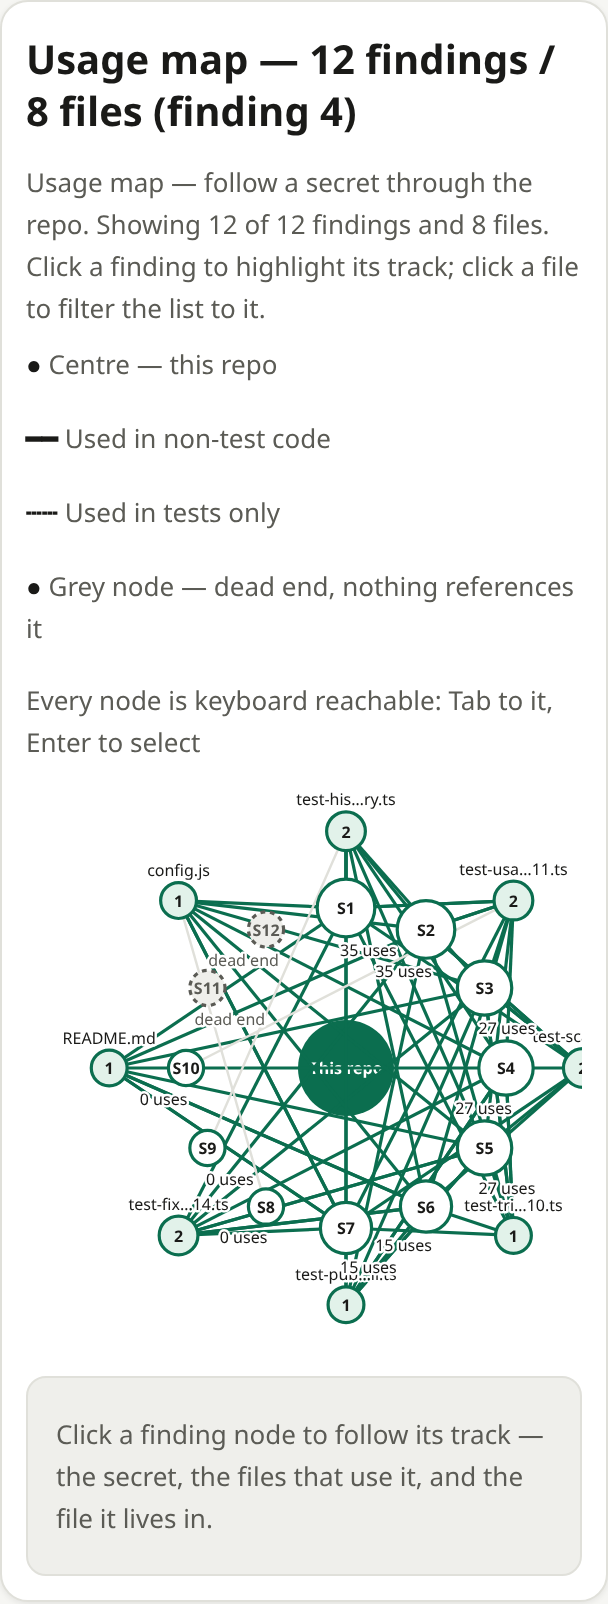 Usage map — 12 findings /
8 files (finding 4)
Usage map — follow a secret through the
repo. Showing 12 of 12 findings and 8 files.
Click a finding to highlight its track; click a file
to filter the list to it.
● Centre — this repo
Used in non-test code
Used in tests only
● Grey node — dead end, nothing references
it
Every node is keyboard reachable: Tab to it,
Enter to select
test-his…ry.ts
2
config.js
test-usa…11.ts
1
2
S1
S12
S2
35 uses
dead end
35 uses
S11
S3
dead end
27 uses
README.md
test-sc
1
S10
This repo
S4
2
0 uses
27 uses
S9
S5
0 uses
27 uses
test-fix…14.ts
S8
S6
test-tri…10.ts
2
0 uses
S7
1
15 uses
15 uses
1
Click a finding node to follow its track —
the secret, the files that use it, and the
file it lives in.